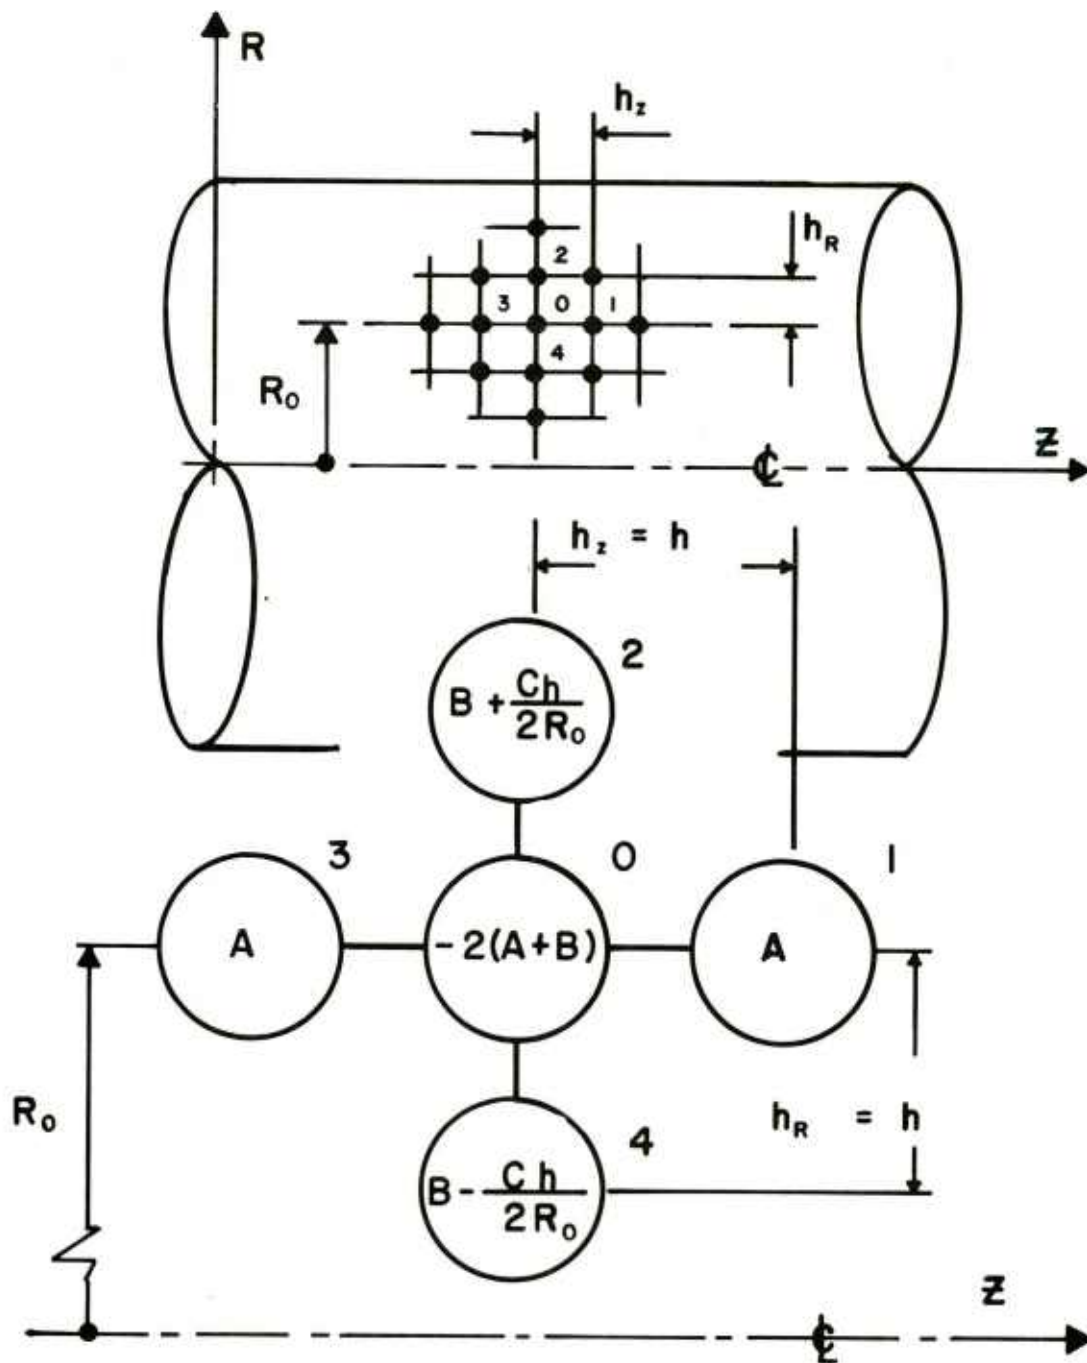 R
h_z
h_R
2
3 0 1
4
R_0
Z
℄
h_z = h
2
B + Ch / 2R_0
3
0
1
A
-2(A+B)
A
R_0
h_R = h
4
B - Ch / 2R_0
Z
℄